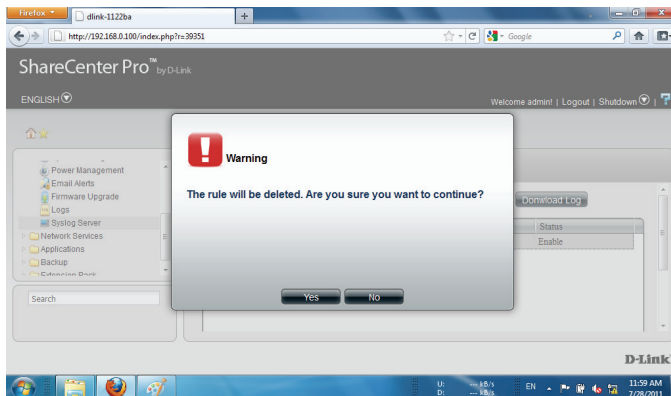 Firefox
dlink-1122ba
http://192.168.0.100/index.php?r=39351
Google
ShareCenter Pro™ by D-Link
ENGLISH
Welcome admin! | Logout | Shutdown | ?
Warning
The rule will be deleted. Are you sure you want to continue?
Yes
No
Power Management
Email Alerts
Firmware Upgrade
Logs
Syslog Server
Network Services
Applications
Backup
Extension Pack
Search
Donwload Log
Status
Enable
D-Link
U: --- kB/s
D: --- kB/s
EN
11:59 AM
7/28/2011